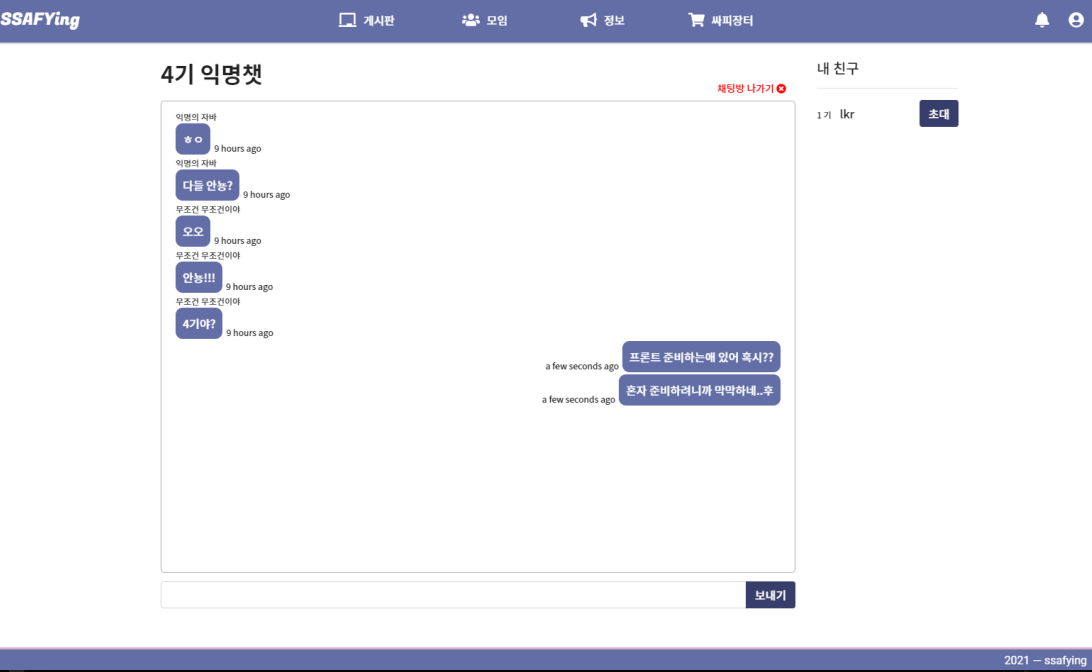 SSAFYing
게시판
모임
정보
싸피장터
4기 익명챗
채팅방 나가기
내 친구
1기 lkr 초대
익명의 자바
ㅎㅇ
9 hours ago
익명의 자바
다들 안뇽?
9 hours ago
무조건 무조건이야
오오
9 hours ago
무조건 무조건이야
안뇽!!!
9 hours ago
무조건 무조건이야
4기야?
9 hours ago
a few seconds ago 프론트 준비하는애 있어 혹시??
a few seconds ago 혼자 준비하려니까 막막하네..후
보내기
2021 — ssafying